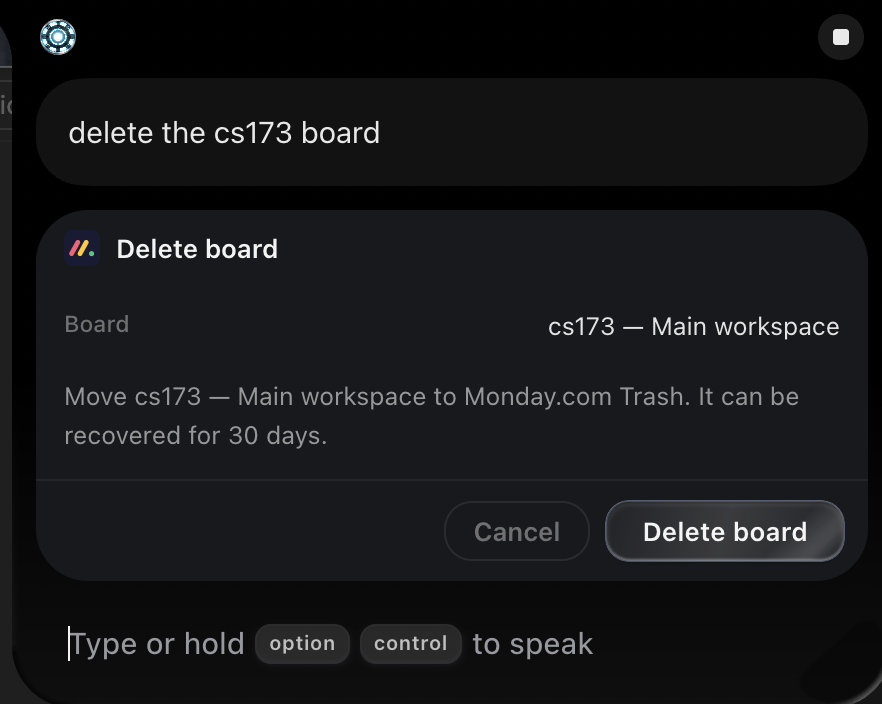 delete the cs173 board
Delete board
Board
cs173 — Main workspace
Move cs173 — Main workspace to Monday.com Trash. It can be
recovered for 30 days.
Cancel
Delete board
Type or hold option control to speak